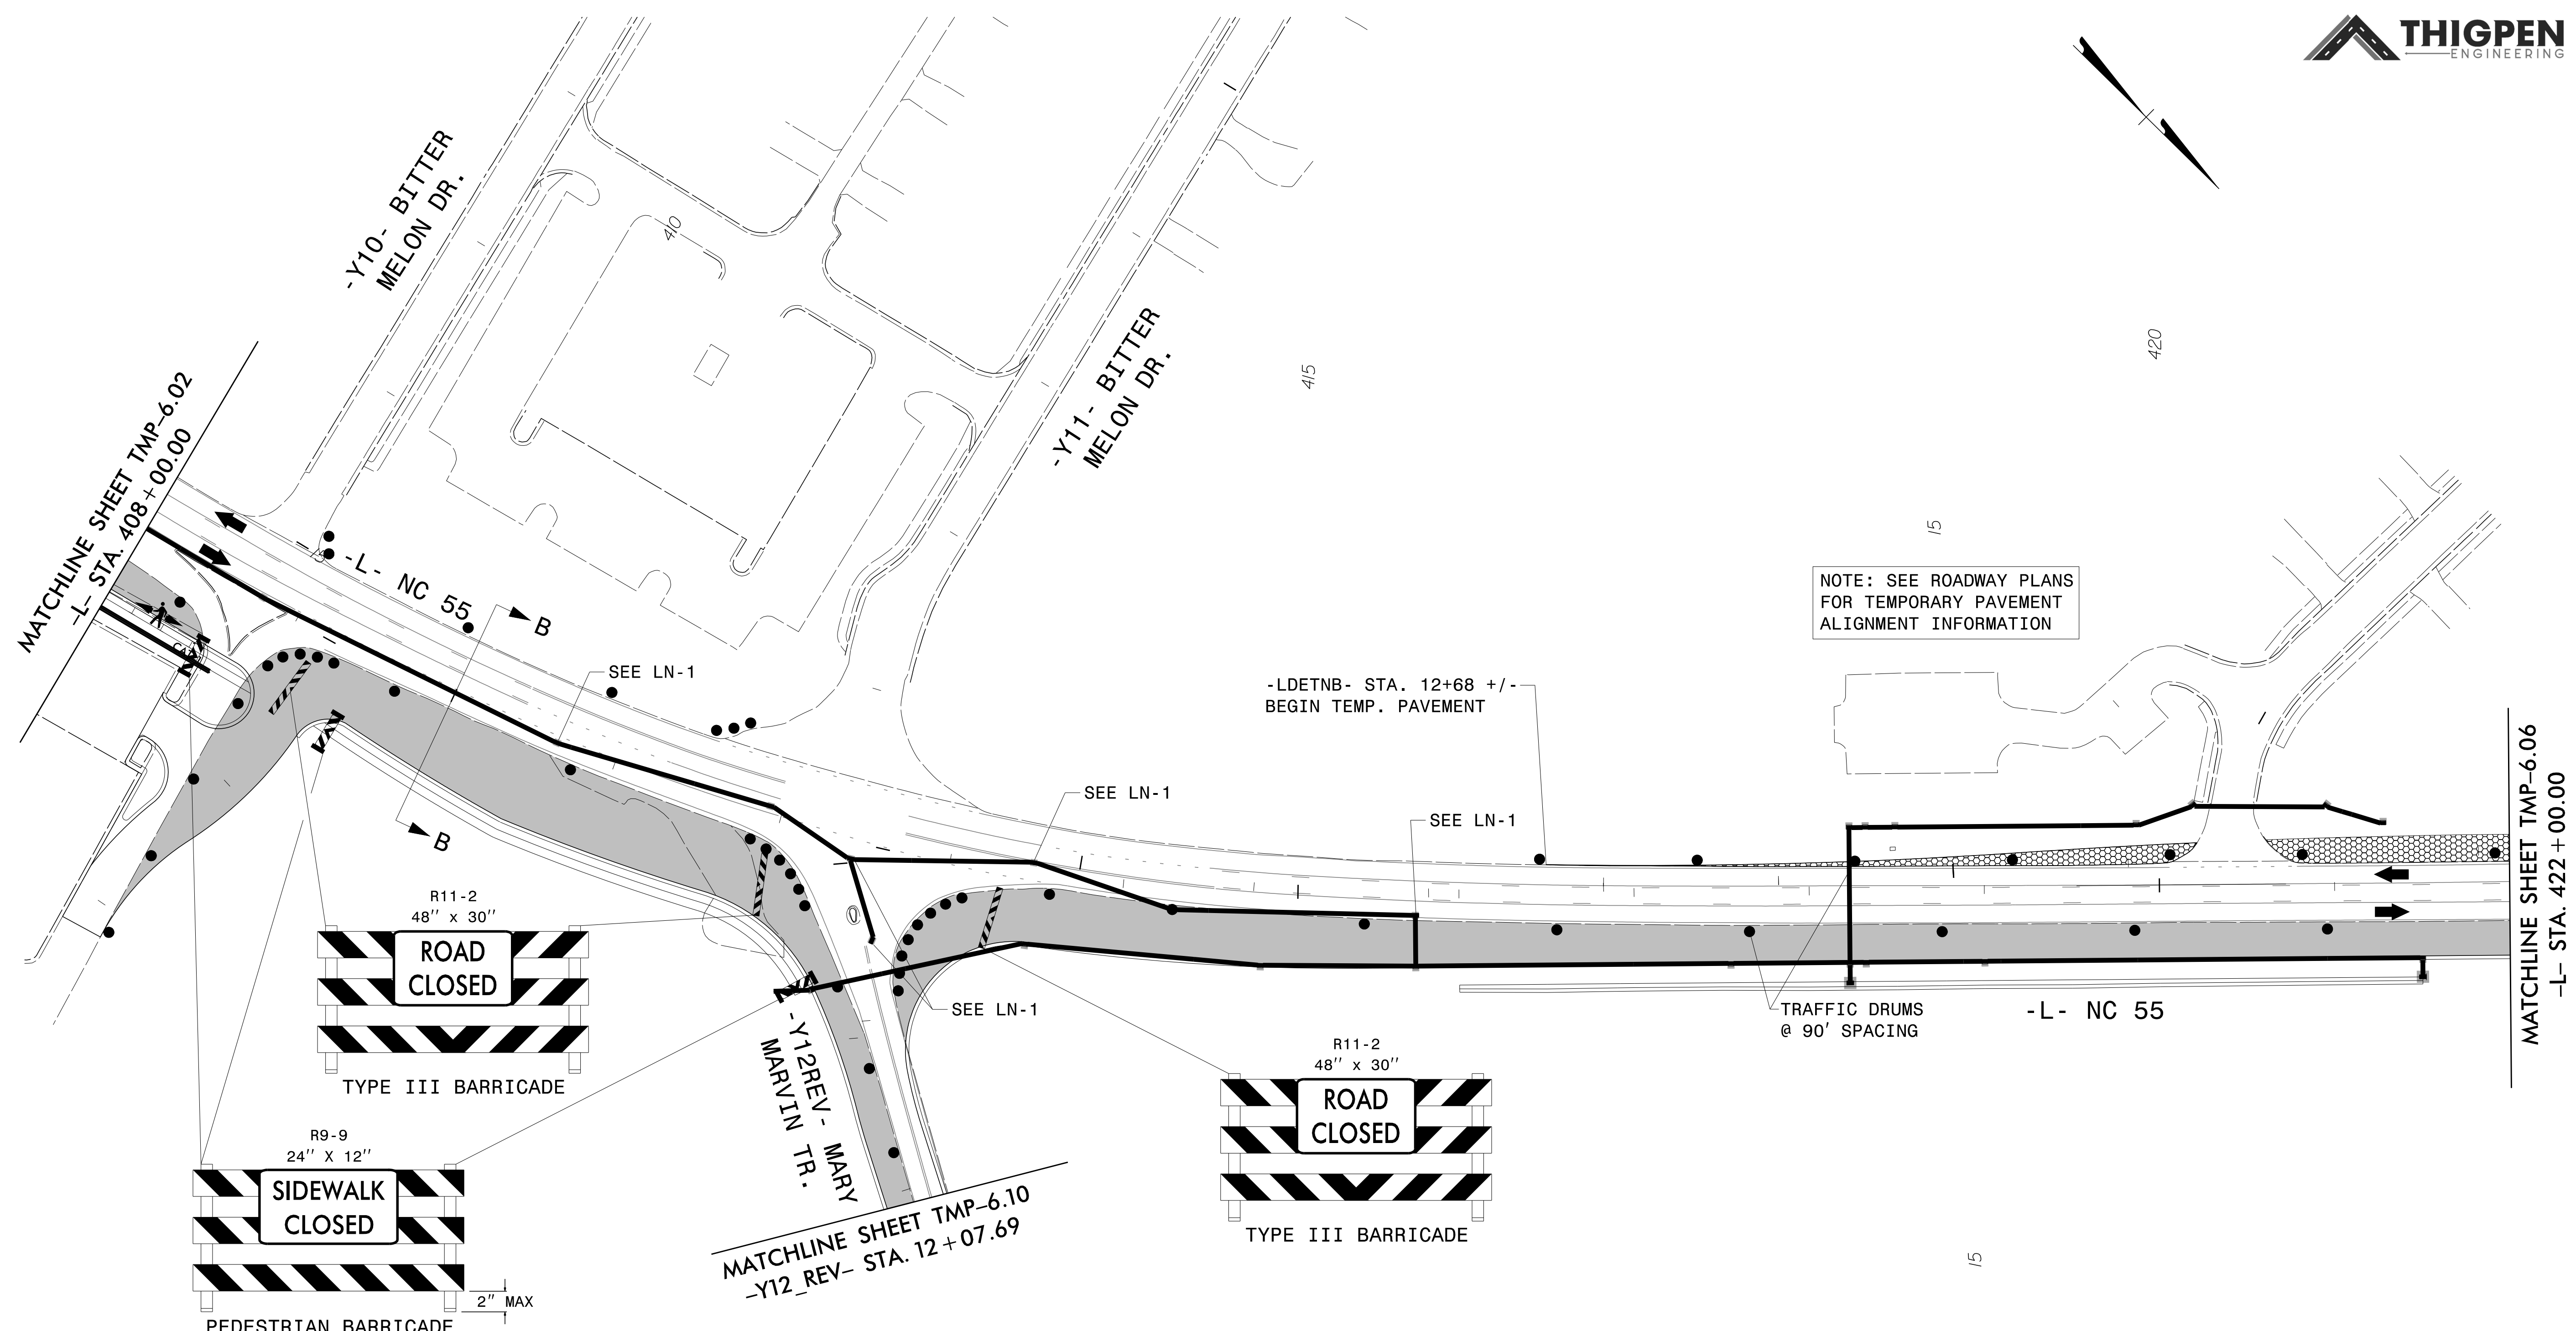 THIGPEN
ENGINEERING
-Y10- BITTER
MELON DR.
410
-Y11- BITTER
MELON DR.
415
420
15
MATCHLINE SHEET TMP–6.02
–L– STA. 408+00.00
-L- NC 55
B
B
SEE LN-1
NOTE: SEE ROADWAY PLANS
FOR TEMPORARY PAVEMENT
ALIGNMENT INFORMATION
-LDETNB- STA. 12+68 +/-
BEGIN TEMP. PAVEMENT
SEE LN-1
SEE LN-1
MATCHLINE SHEET TMP–6.06
–L– STA. 422+00.00
R11-2
48'' x 30''
ROAD
CLOSED
TYPE III BARRICADE
SEE LN-1
TRAFFIC DRUMS
@ 90' SPACING
-L- NC 55
-Y12REV- MARY
MARVIN TR.
R11-2
48'' x 30''
ROAD
CLOSED
TYPE III BARRICADE
R9-9
24'' X 12''
SIDEWALK
CLOSED
2'' MAX
PEDESTRIAN BARRICADE
MATCHLINE SHEET TMP–6.10
–Y12_REV– STA. 12+07.69
15